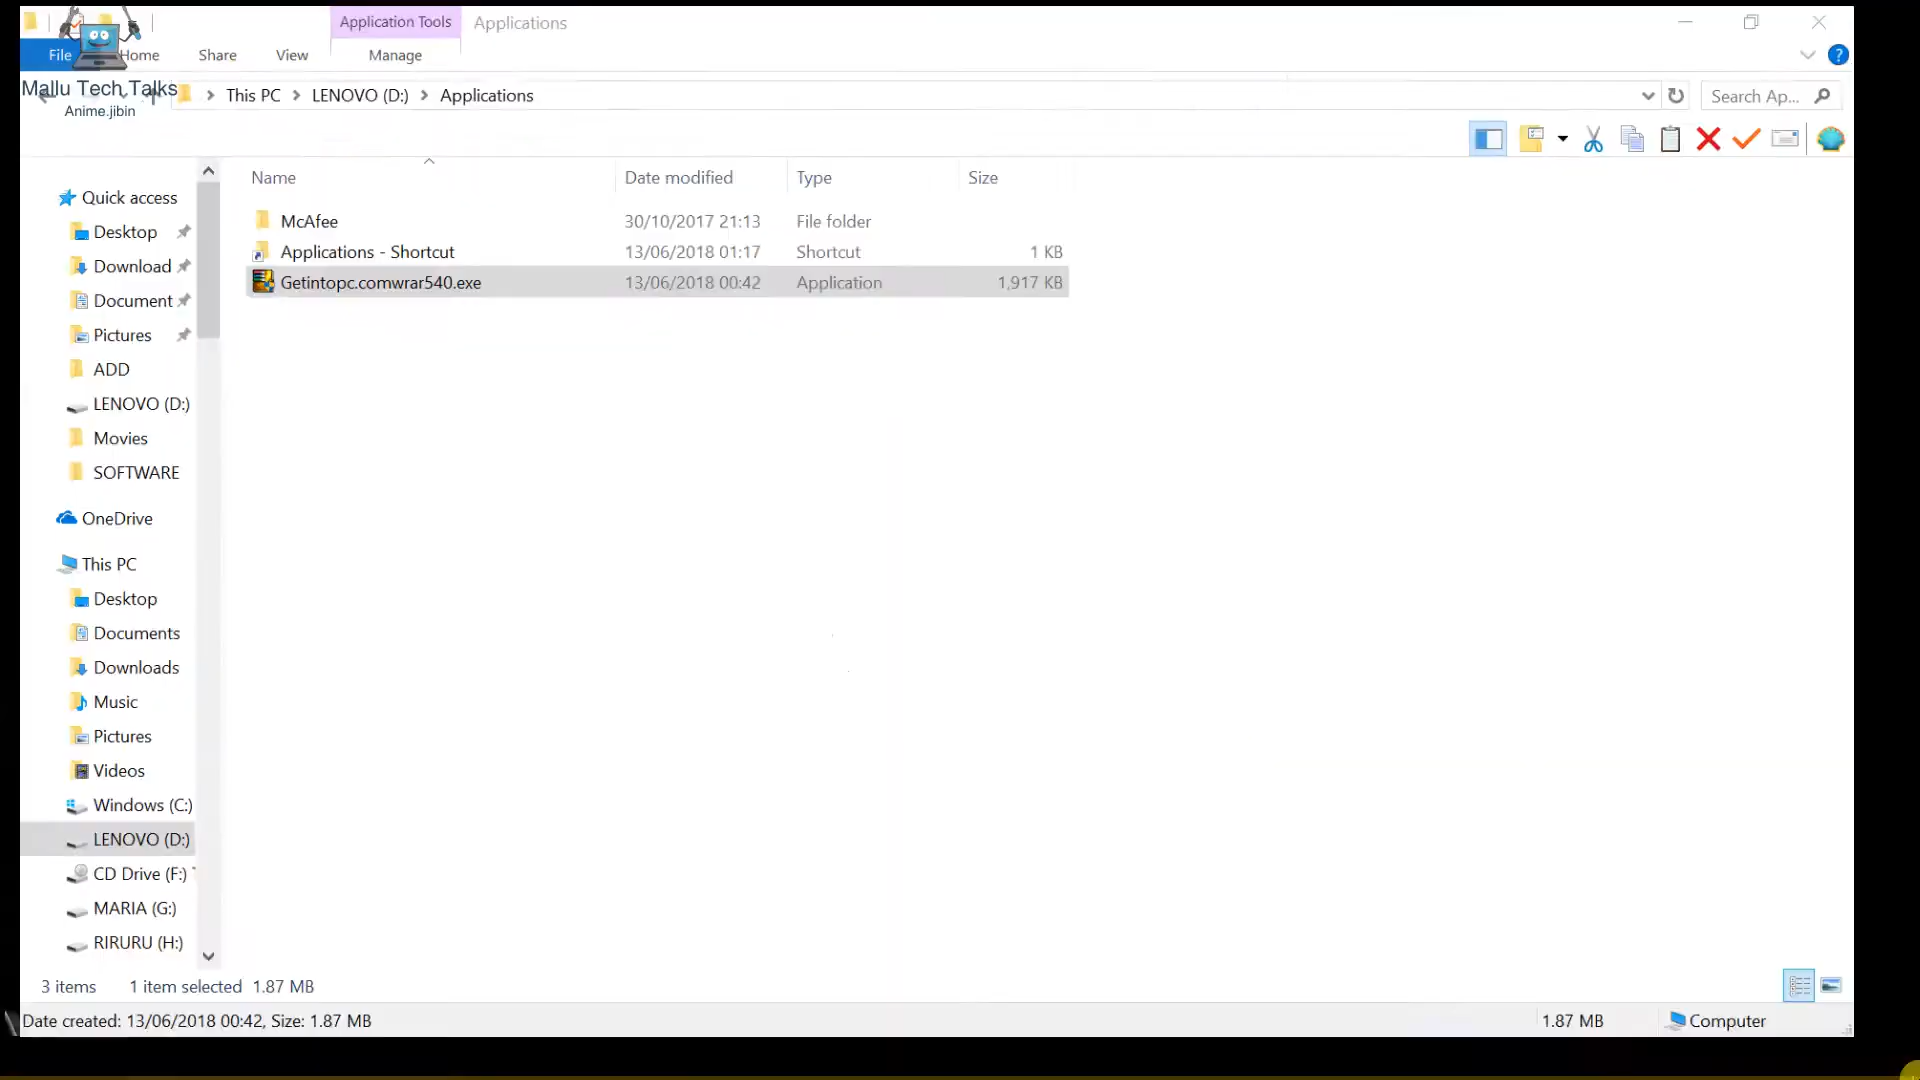 Application Tools Applications
File Home Share View Manage
Mallu Tech Talks
Anime.jibin
This PC LENOVO (D:) Applications
Search Ap...
Name Date modified Type Size
McAfee 30/10/2017 21:13 File folder
Applications - Shortcut 13/06/2018 01:17 Shortcut 1 KB
Getintopc.comwrar540.exe 13/06/2018 00:42 Application 1,917 KB
Quick access
Desktop
Download
Document
Pictures
ADD
LENOVO (D:)
Movies
SOFTWARE
OneDrive
This PC
Desktop
Documents
Downloads
Music
Pictures
Videos
Windows (C:)
LENOVO (D:)
CD Drive (F:)
MARIA (G:)
RIRURU (H:)
3 items 1 item selected 1.87 MB
Date created: 13/06/2018 00:42, Size: 1.87 MB 1.87 MB Computer